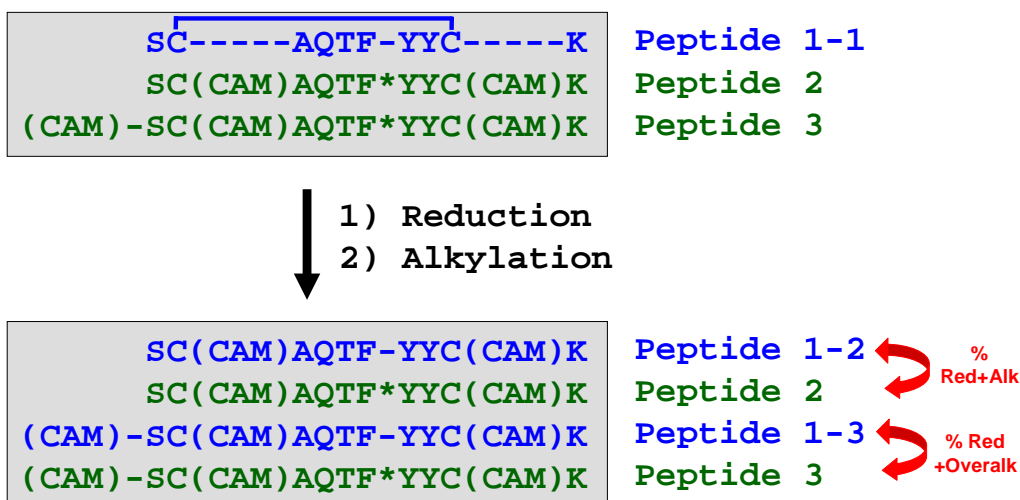 SC-----AQTF-YYC-----K Peptide 1-1
SC(CAM)AQTF*YYC(CAM)K Peptide 2
(CAM)-SC(CAM)AQTF*YYC(CAM)K Peptide 3
1) Reduction
2) Alkylation
SC(CAM)AQTF-YYC(CAM)K Peptide 1-2
SC(CAM)AQTF*YYC(CAM)K Peptide 2
%
Red+Alk
(CAM)-SC(CAM)AQTF-YYC(CAM)K Peptide 1-3
(CAM)-SC(CAM)AQTF*YYC(CAM)K Peptide 3
% Red
+Overalk